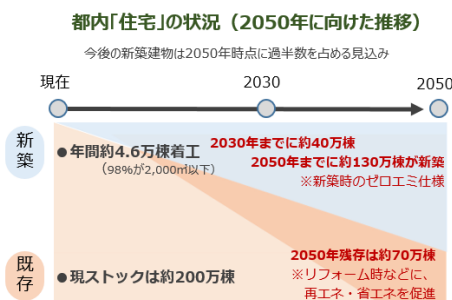 都内「住宅」の状況（2050年に向けた推移）
今後の新築建物は2050年時点に過半数を占める見込み
現在
2030
2050
新築
●年間約4.6万棟着工
（98%が2,000㎡以下）
2030年までに約40万棟
2050年までに約130万棟が新築
※新築時のゼロエミ仕様
既存
●現ストックは約200万棟
2050年残存は約70万棟
※リフォーム時などに、
再エネ・省エネを促進